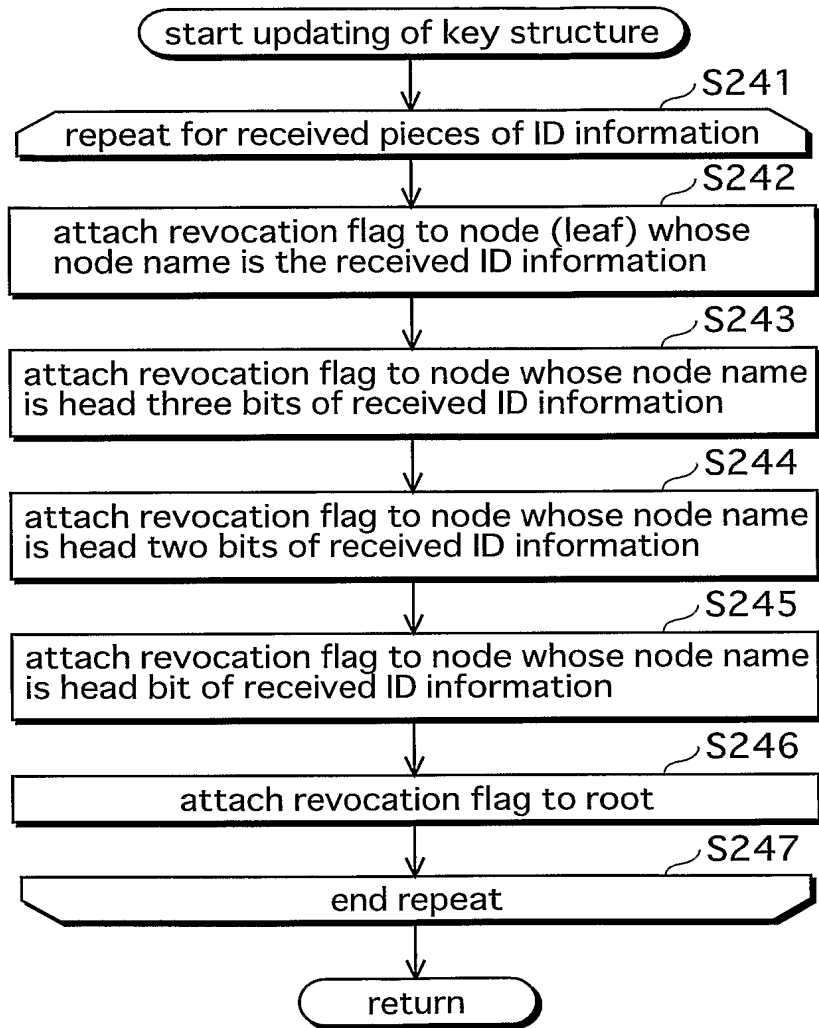 start updating of key structure
S241
repeat for received pieces of ID information
S242
attach revocation flag to node (leaf) whose
node name is the received ID information
S243
attach revocation flag to node whose node name
is head three bits of received ID information
S244
attach revocation flag to node whose node name
is head two bits of received ID information
S245
attach revocation flag to node whose node name
is head bit of received ID information
S246
attach revocation flag to root
S247
end repeat
return